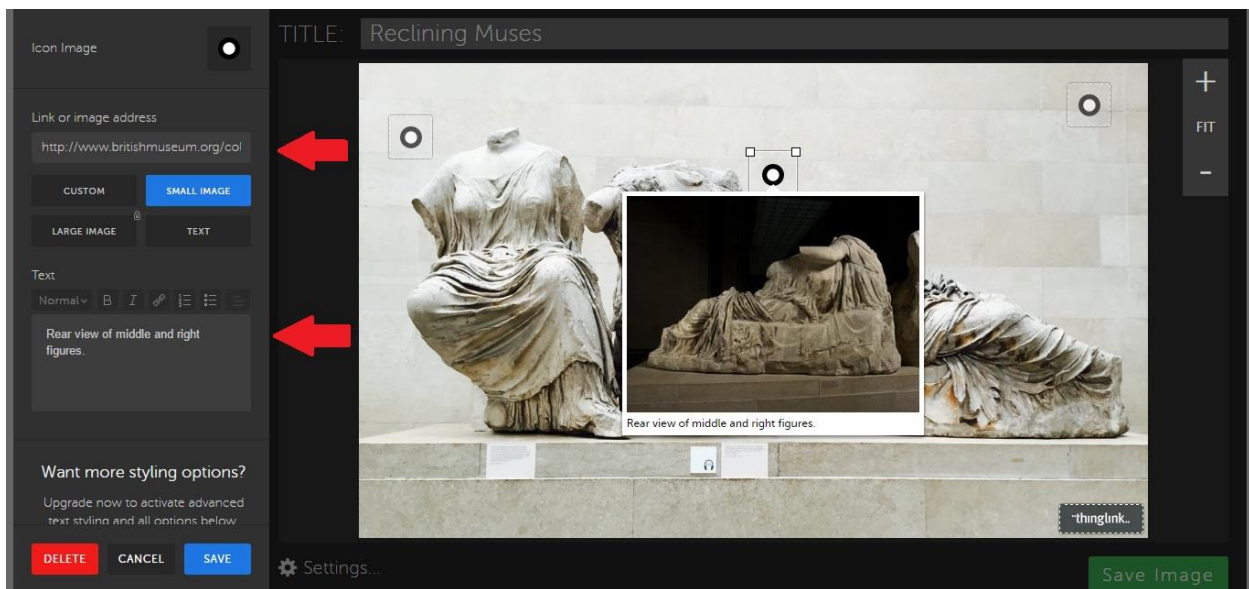 Icon Image
TITLE: Reclining Muses
Link or image address
http://www.britishmuseum.org/col
CUSTOM
SMALL IMAGE
LARGE IMAGE
TEXT
Text
Normal
B I
Rear view of middle and right
figures.
Want more styling options?
Upgrade now to activate advanced
text styling and all options below
DELETE
CANCEL
SAVE
+
FIT
-
Rear view of middle and right figures.
thinglink..
Settings...
Save Image